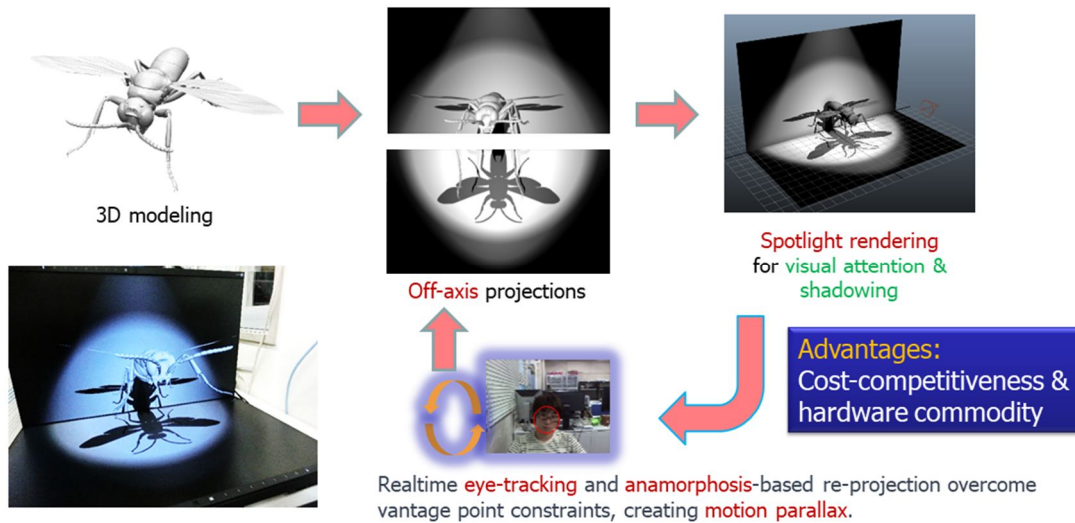 3D modeling
Off-axis projections
Spotlight rendering
for visual attention &
shadowing
Advantages:
Cost-competitiveness &
hardware commodity
Realtime eye-tracking and anamorphosis-based re-projection overcome
vantage point constraints, creating motion parallax.